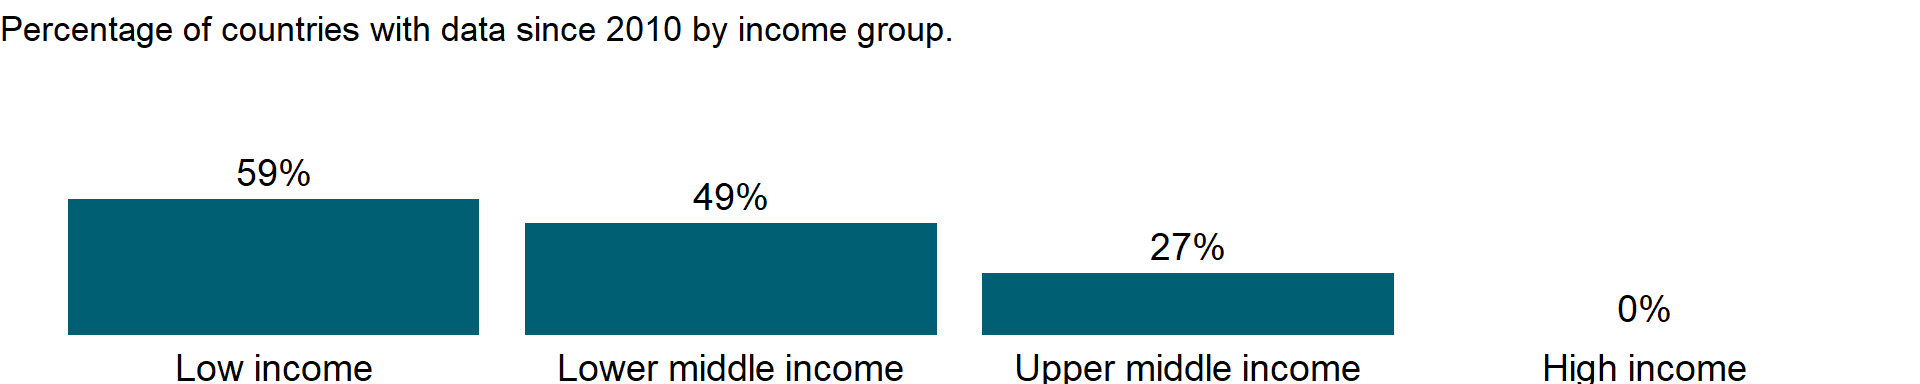 Percentage of countries with data since 2010 by income group.
59%
49%
27%
0%
Low income
Lower middle income
Upper middle income
High income